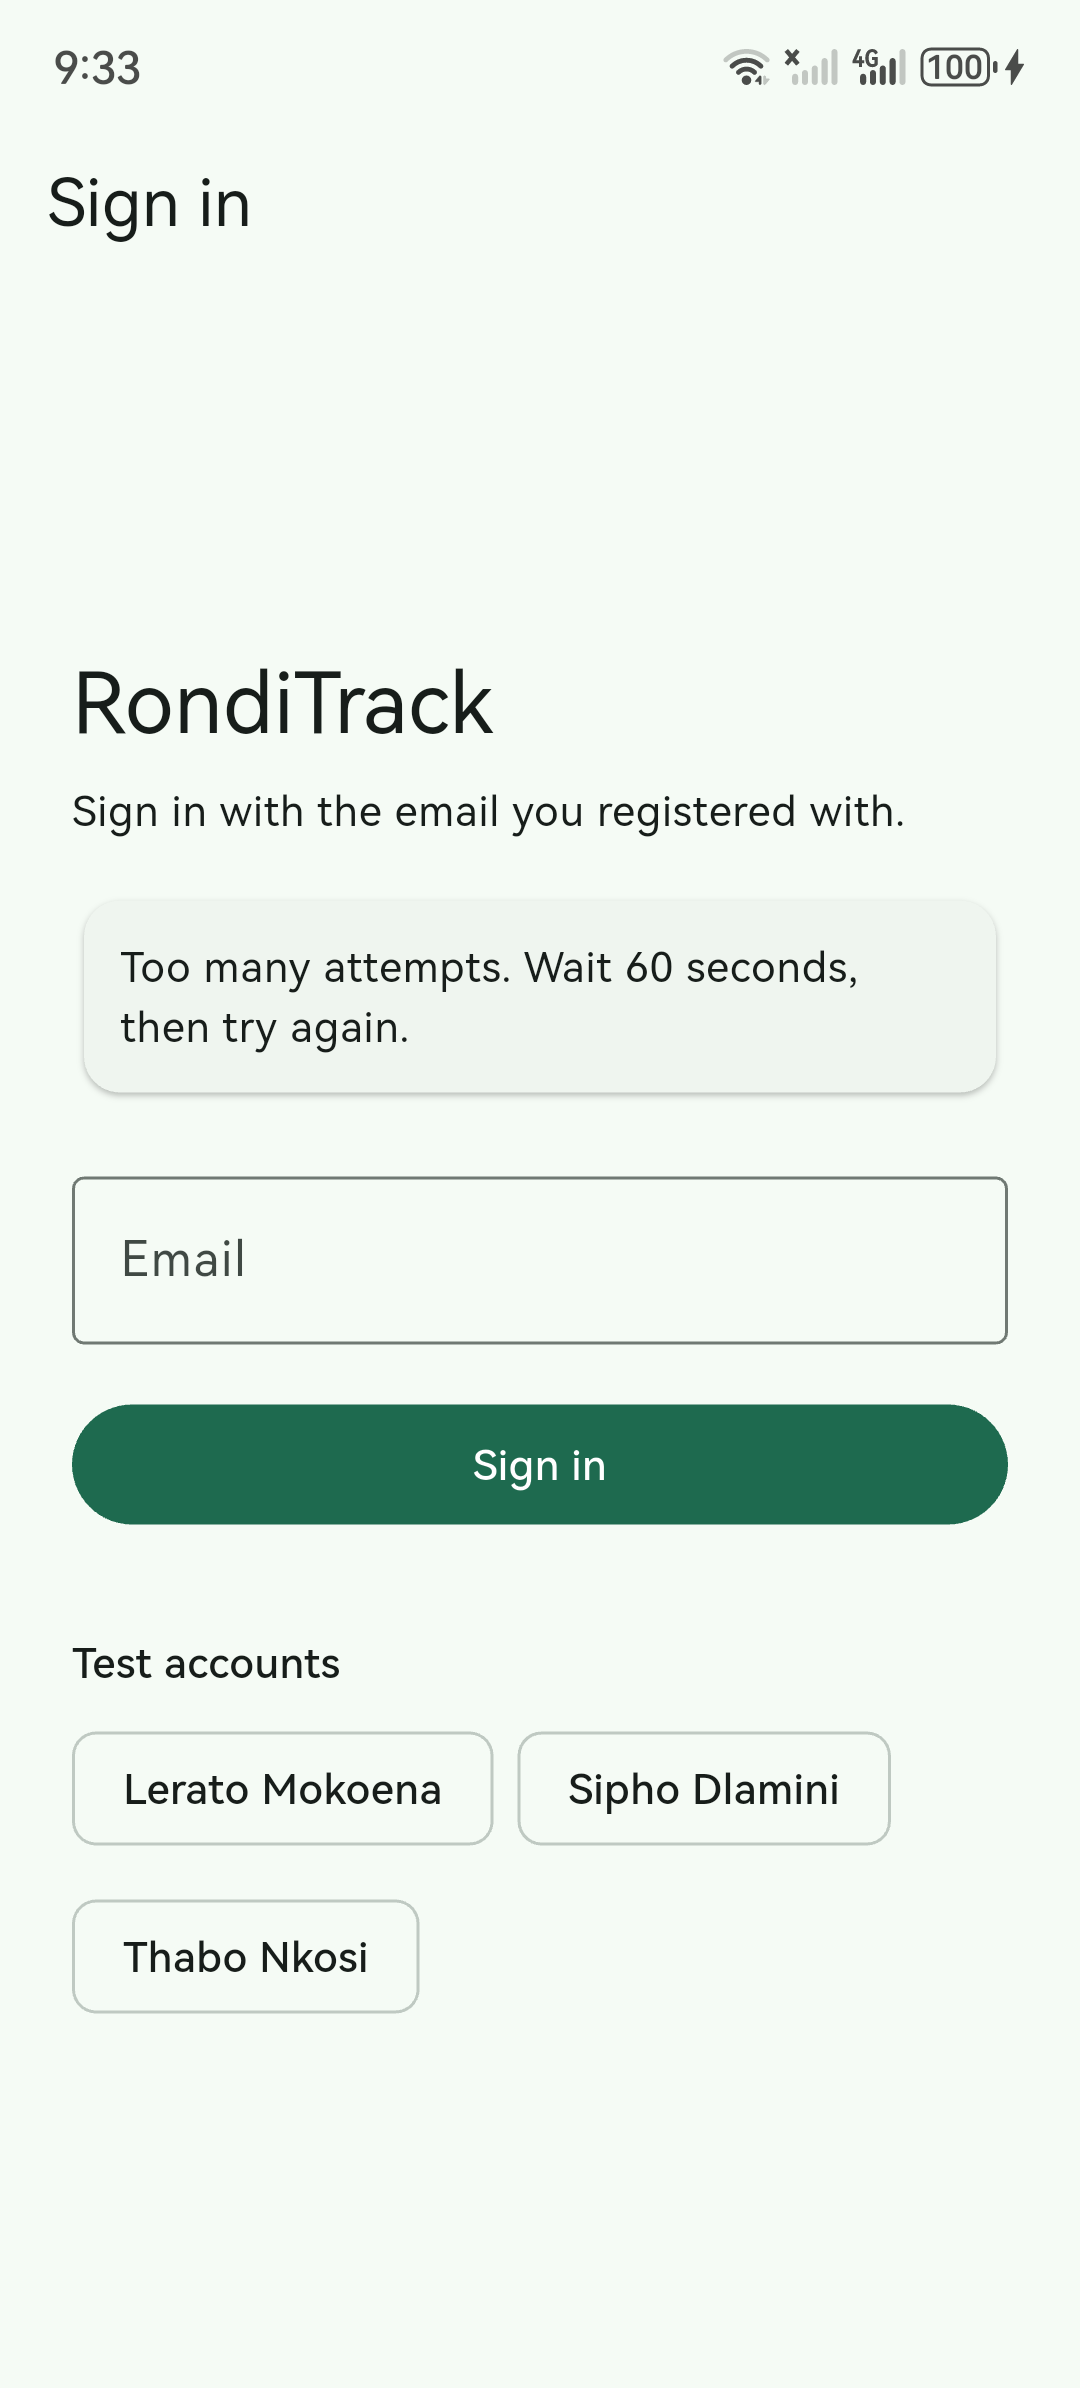 9:33
4G
100
Sign in
RondiTrack
Sign in with the email you registered with.
Too many attempts. Wait 60 seconds,
then try again.
Email
Sign in
Test accounts
Lerato Mokoena
Sipho Dlamini
Thabo Nkosi